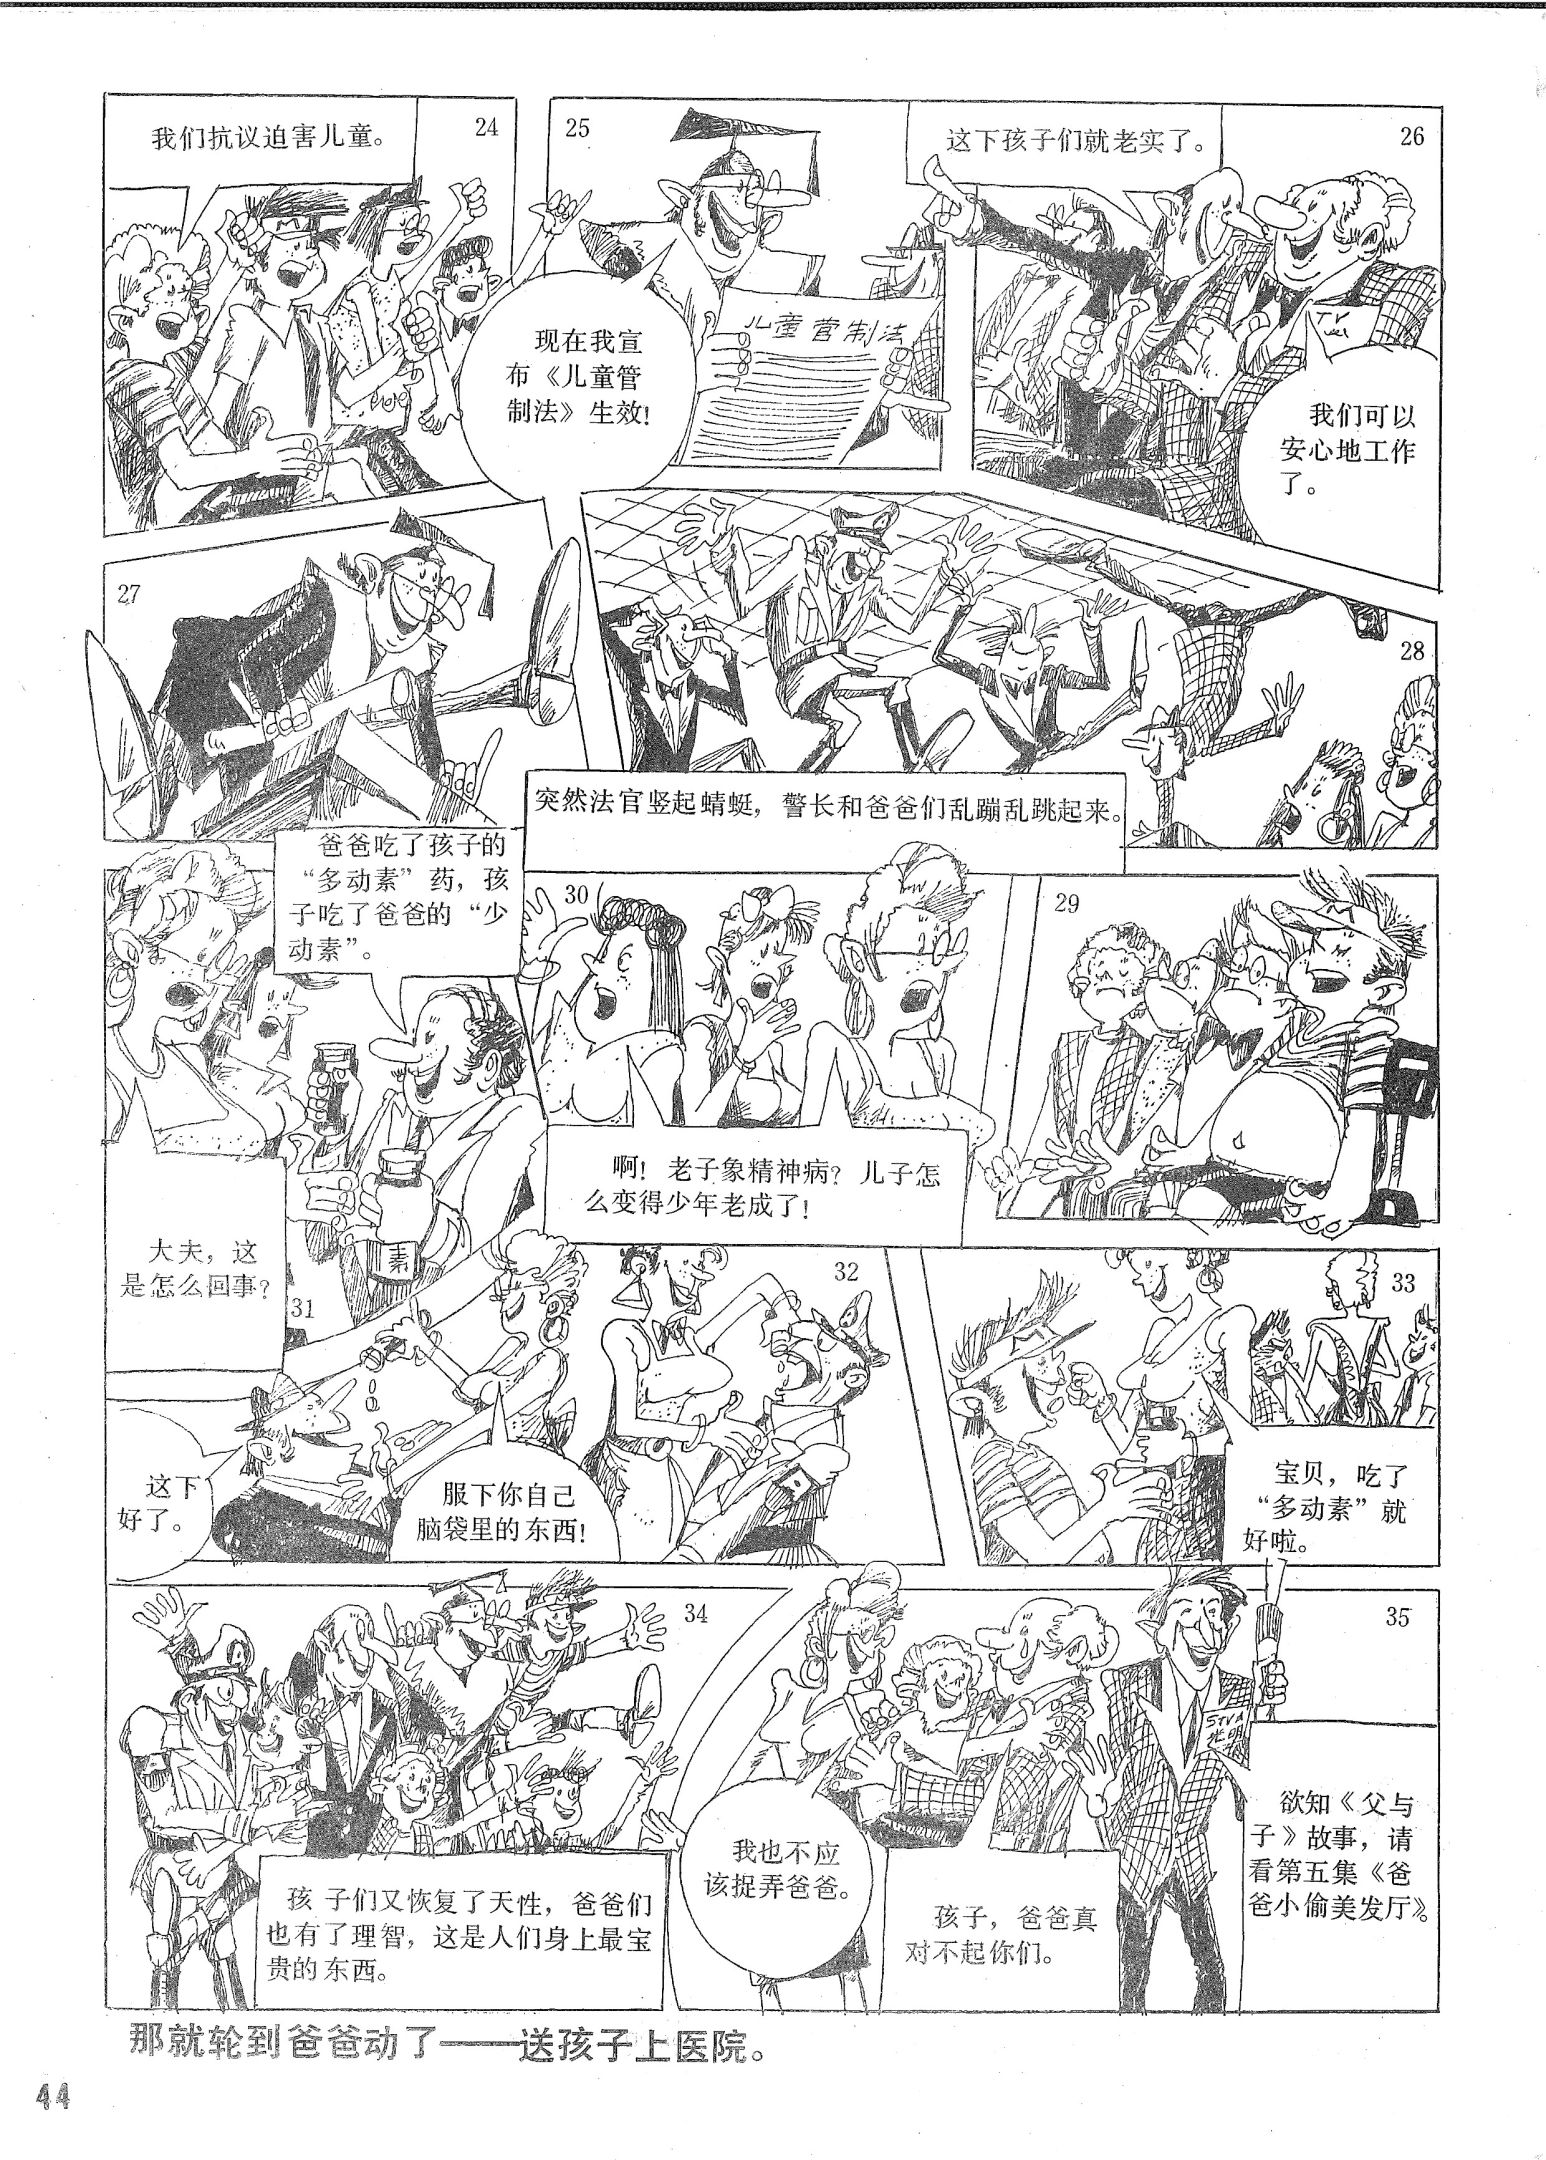 我们抗议迫害儿童。
24
25
现在我宣
布《儿童管
制法》生效!
儿童营制法
这下孩子们就老实了。
26
TV
我们可以
安心地工作
了。
27
28
突然法官竖起蜻蜓，警长和爸爸们乱蹦乱跳起来。
29
30
啊！老子象精神病？儿子怎
么变得少年老成了！
爸爸吃了孩子的
“多动素”药，孩
子吃了爸爸的“少
动素”。
大夫，这
是怎么回事？
31
素
32
这下
好了。
服下你自己
脑袋里的东西!
33
宝贝，吃了
“多动素”就
好啦。
34
孩子们又恢复了天性，爸爸们
也有了理智，这是人们身上最宝
贵的东西。
35
我也不应
该捉弄爸爸。
孩子，爸爸真
对不起你们。
STVA
欲知《父与
子》故事，请
看第五集《爸
爸小偷美发厅》。
那就轮到爸爸动了——送孩子上医院。
44